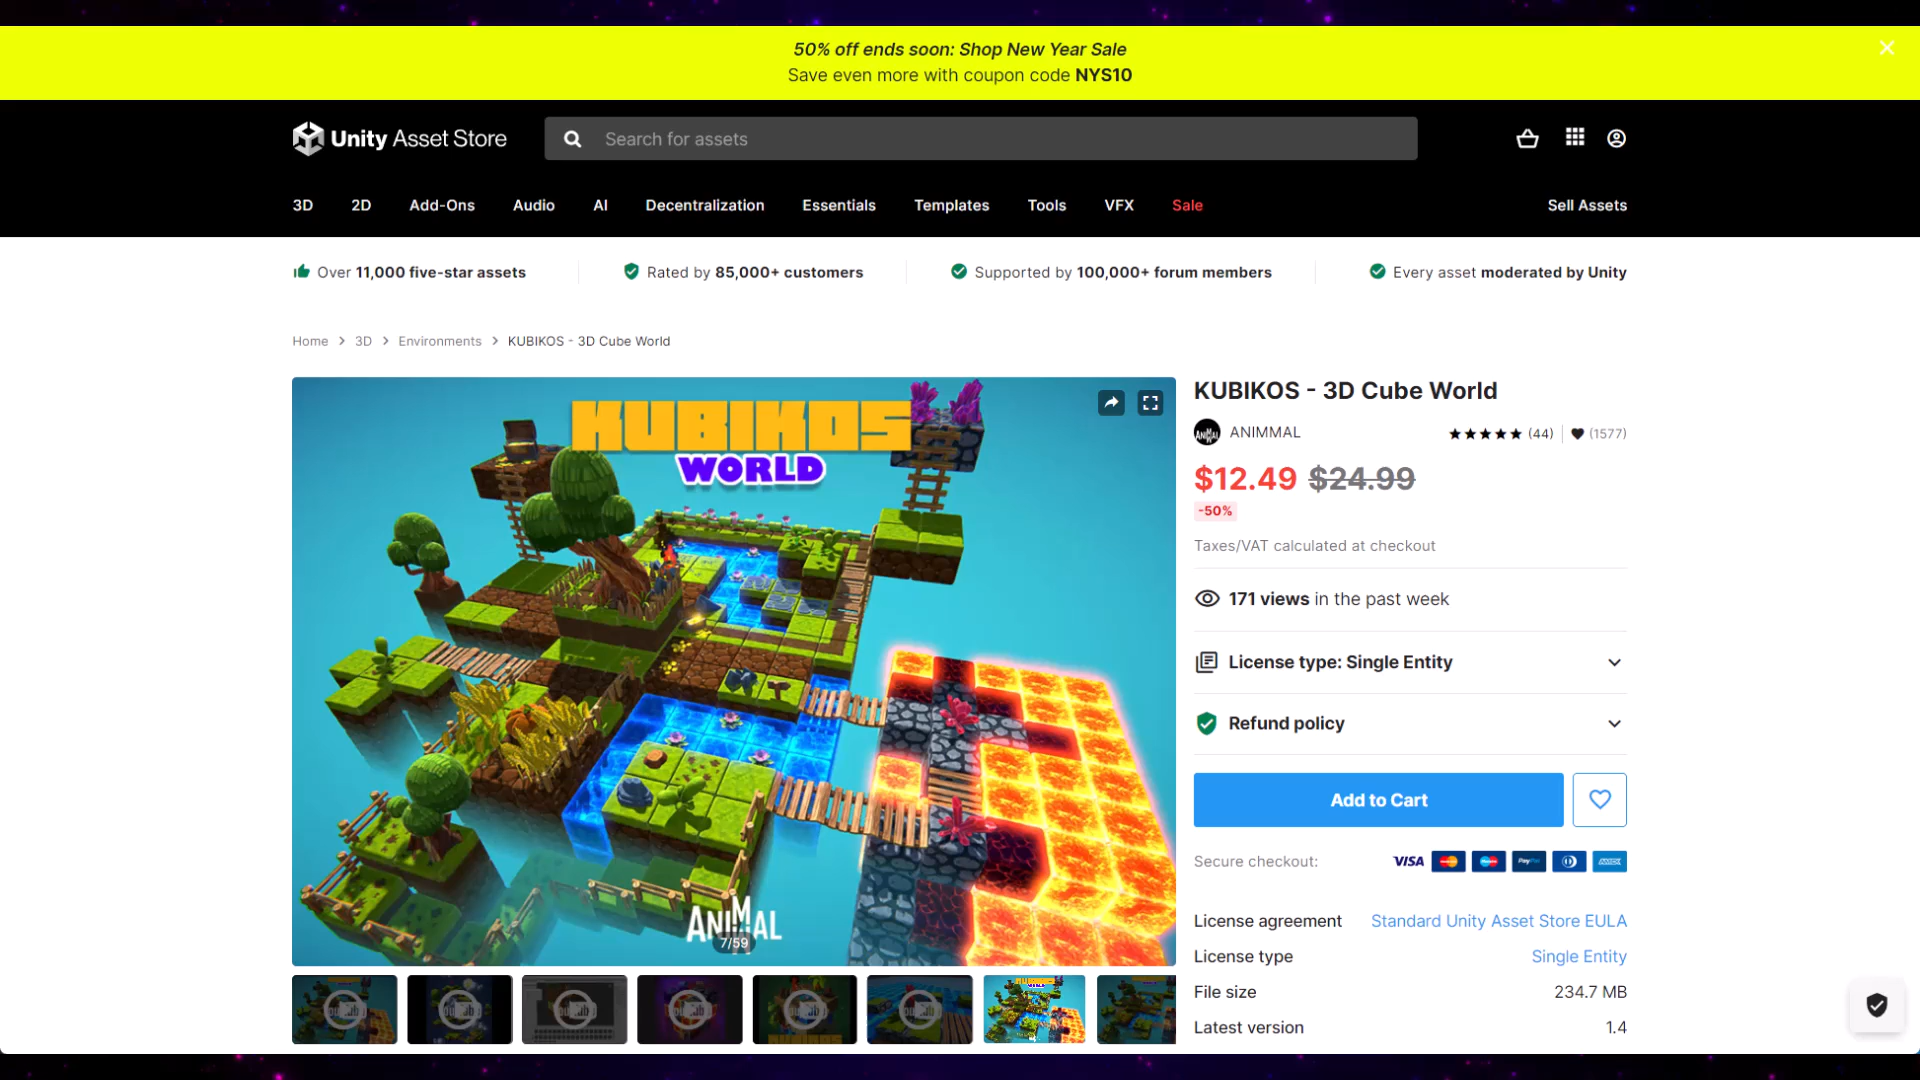 50% off ends soon: Shop New Year Sale
Save even more with coupon code NYS10
Unity Asset Store
Search for assets
3D 2D Add-Ons Audio AI Decentralization Essentials Templates Tools VFX Sale Sell Assets
Over 11,000 five-star assets
Rated by 85,000+ customers
Supported by 100,000+ forum members
Every asset moderated by Unity
Home > 3D > Environments > KUBIKOS - 3D Cube World
KUBIKOS
WORLD
ANIMMAL
7/59
KUBIKOS - 3D Cube World
ANIMMAL
(44) (1577)
$12.49 $24.99
-50%
Taxes/VAT calculated at checkout
171 views in the past week
License type: Single Entity
Refund policy
Add to Cart
Secure checkout: VISA PayPal AMEX
License agreement Standard Unity Asset Store EULA
License type Single Entity
File size 234.7 MB
Latest version 1.4